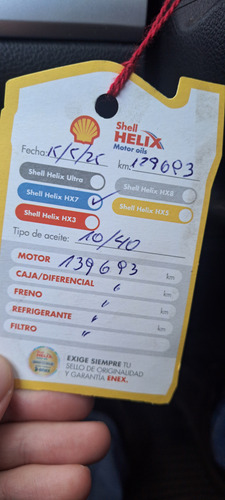 Shell
HELIX
Motor oils
Fecha: 15/5/25 km: 139693
Shell Helix Ultra
Shell Helix HX8
Shell Helix HX7 ✓
Shell Helix HX5
Shell Helix HX3
Tipo de aceite: 10/40
MOTOR 139693 km
CAJA/DIFERENCIAL " km
FRENO " km
REFRIGERANTE " km
FILTRO "
HELIX
EXIGE SIEMPRE TU
SELLO DE ORIGINALIDAD
Y GARANTÍA ENEX.